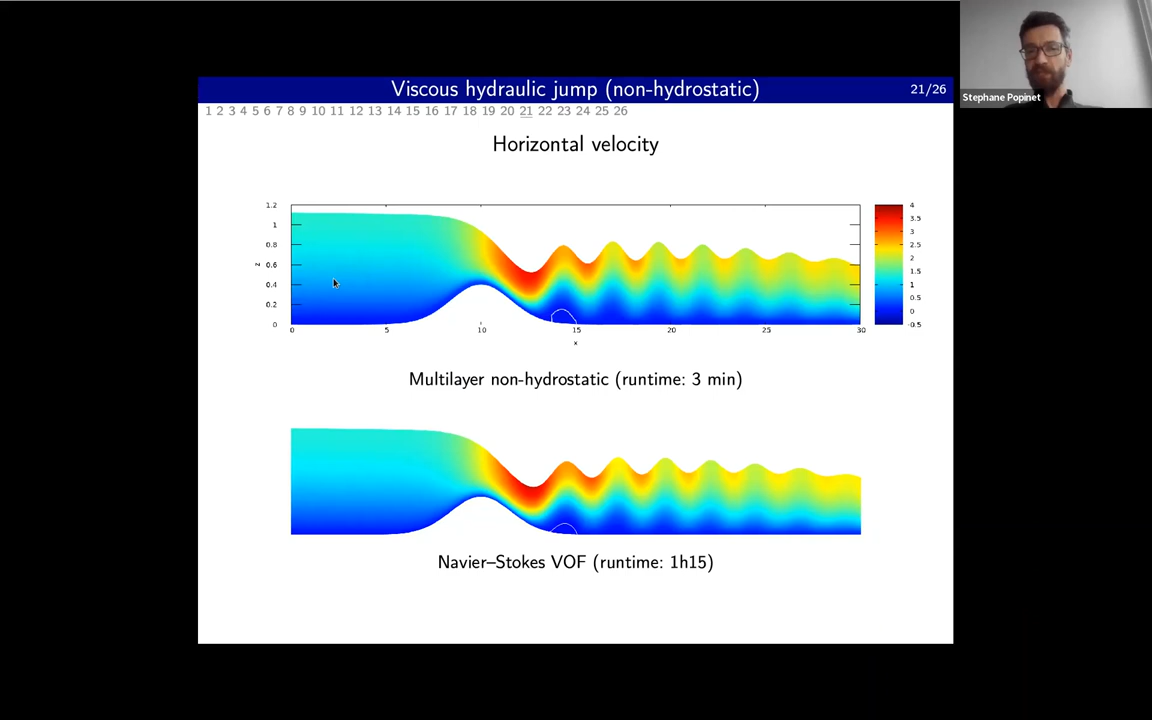 Viscous hydraulic jump (non-hydrostatic)
21/26
1 2 3 4 5 6 7 8 9 10 11 12 13 14 15 16 17 18 19 20 21 22 23 24 25 26
Stephane Popinet
Horizontal velocity
1.2
1
0.8
0.6
0.4
0.2
0
z
0 5 10 15 20 25 30
x
4
3.5
3
2.5
2
1.5
1
0.5
0
-0.5
Multilayer non-hydrostatic (runtime: 3 min)
Navier–Stokes VOF (runtime: 1h15)